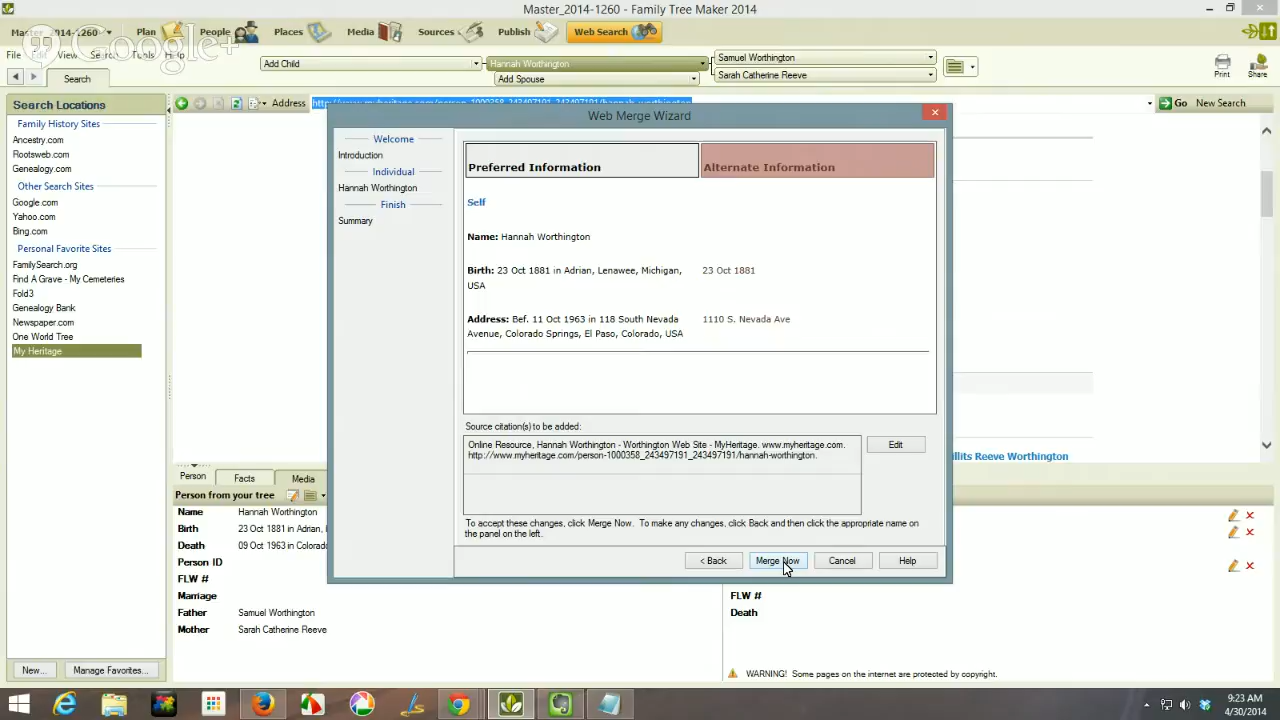 Master_2014-1260 - Family Tree Maker 2014
Master_2014-1260
Plan
People
Places
Media
Sources
Publish
Web Search
Google+
File
Edit
View
Search
Tools
Help
Add Child
Hannah Worthington
Add Spouse
Samuel Worthington
Sarah Catherine Reeve
Print
Share
Search
Search Locations
Family History Sites
Ancestry.com
Rootsweb.com
Genealogy.com
Other Search Sites
Google.com
Yahoo.com
Bing.com
Personal Favorite Sites
FamilySearch.org
Find A Grave - My Cemeteries
Fold3
Genealogy Bank
Newspaper.com
One World Tree
My Heritage
New...
Manage Favorites...
Address
http://www.myheritage.com/person-1000358_243497191_243497191/hannah-worthington
Go
New Search
Web Merge Wizard
Welcome
Introduction
Individual
Hannah Worthington
Finish
Summary
Preferred Information
Alternate Information
Self
Name: Hannah Worthington
Birth: 23 Oct 1881 in Adrian, Lenawee, Michigan,
USA
23 Oct 1881
Address: Bef. 11 Oct 1963 in 118 South Nevada
Avenue, Colorado Springs, El Paso, Colorado, USA
1110 S. Nevada Ave
Source citation(s) to be added:
Online Resource, Hannah Worthington - Worthington Web Site - MyHeritage. www.myheritage.com.
http://www.myheritage.com/person-1000358_243497191_243497191/hannah-worthington.
Edit
To accept these changes, click Merge Now. To make any changes, click Back and then click the appropriate name on
the panel on the left.
< Back
Merge Now
Cancel
Help
illits Reeve Worthington
Person
Facts
Media
Person from your tree
Name Hannah Worthington
Birth 23 Oct 1881 in Adrian,
Death 09 Oct 1963 in Colorado
Person ID
FLW #
Marriage
Father Samuel Worthington
Mother Sarah Catherine Reeve
FLW #
Death
WARNING! Some pages on the internet are protected by copyright.
9:23 AM
4/30/2014